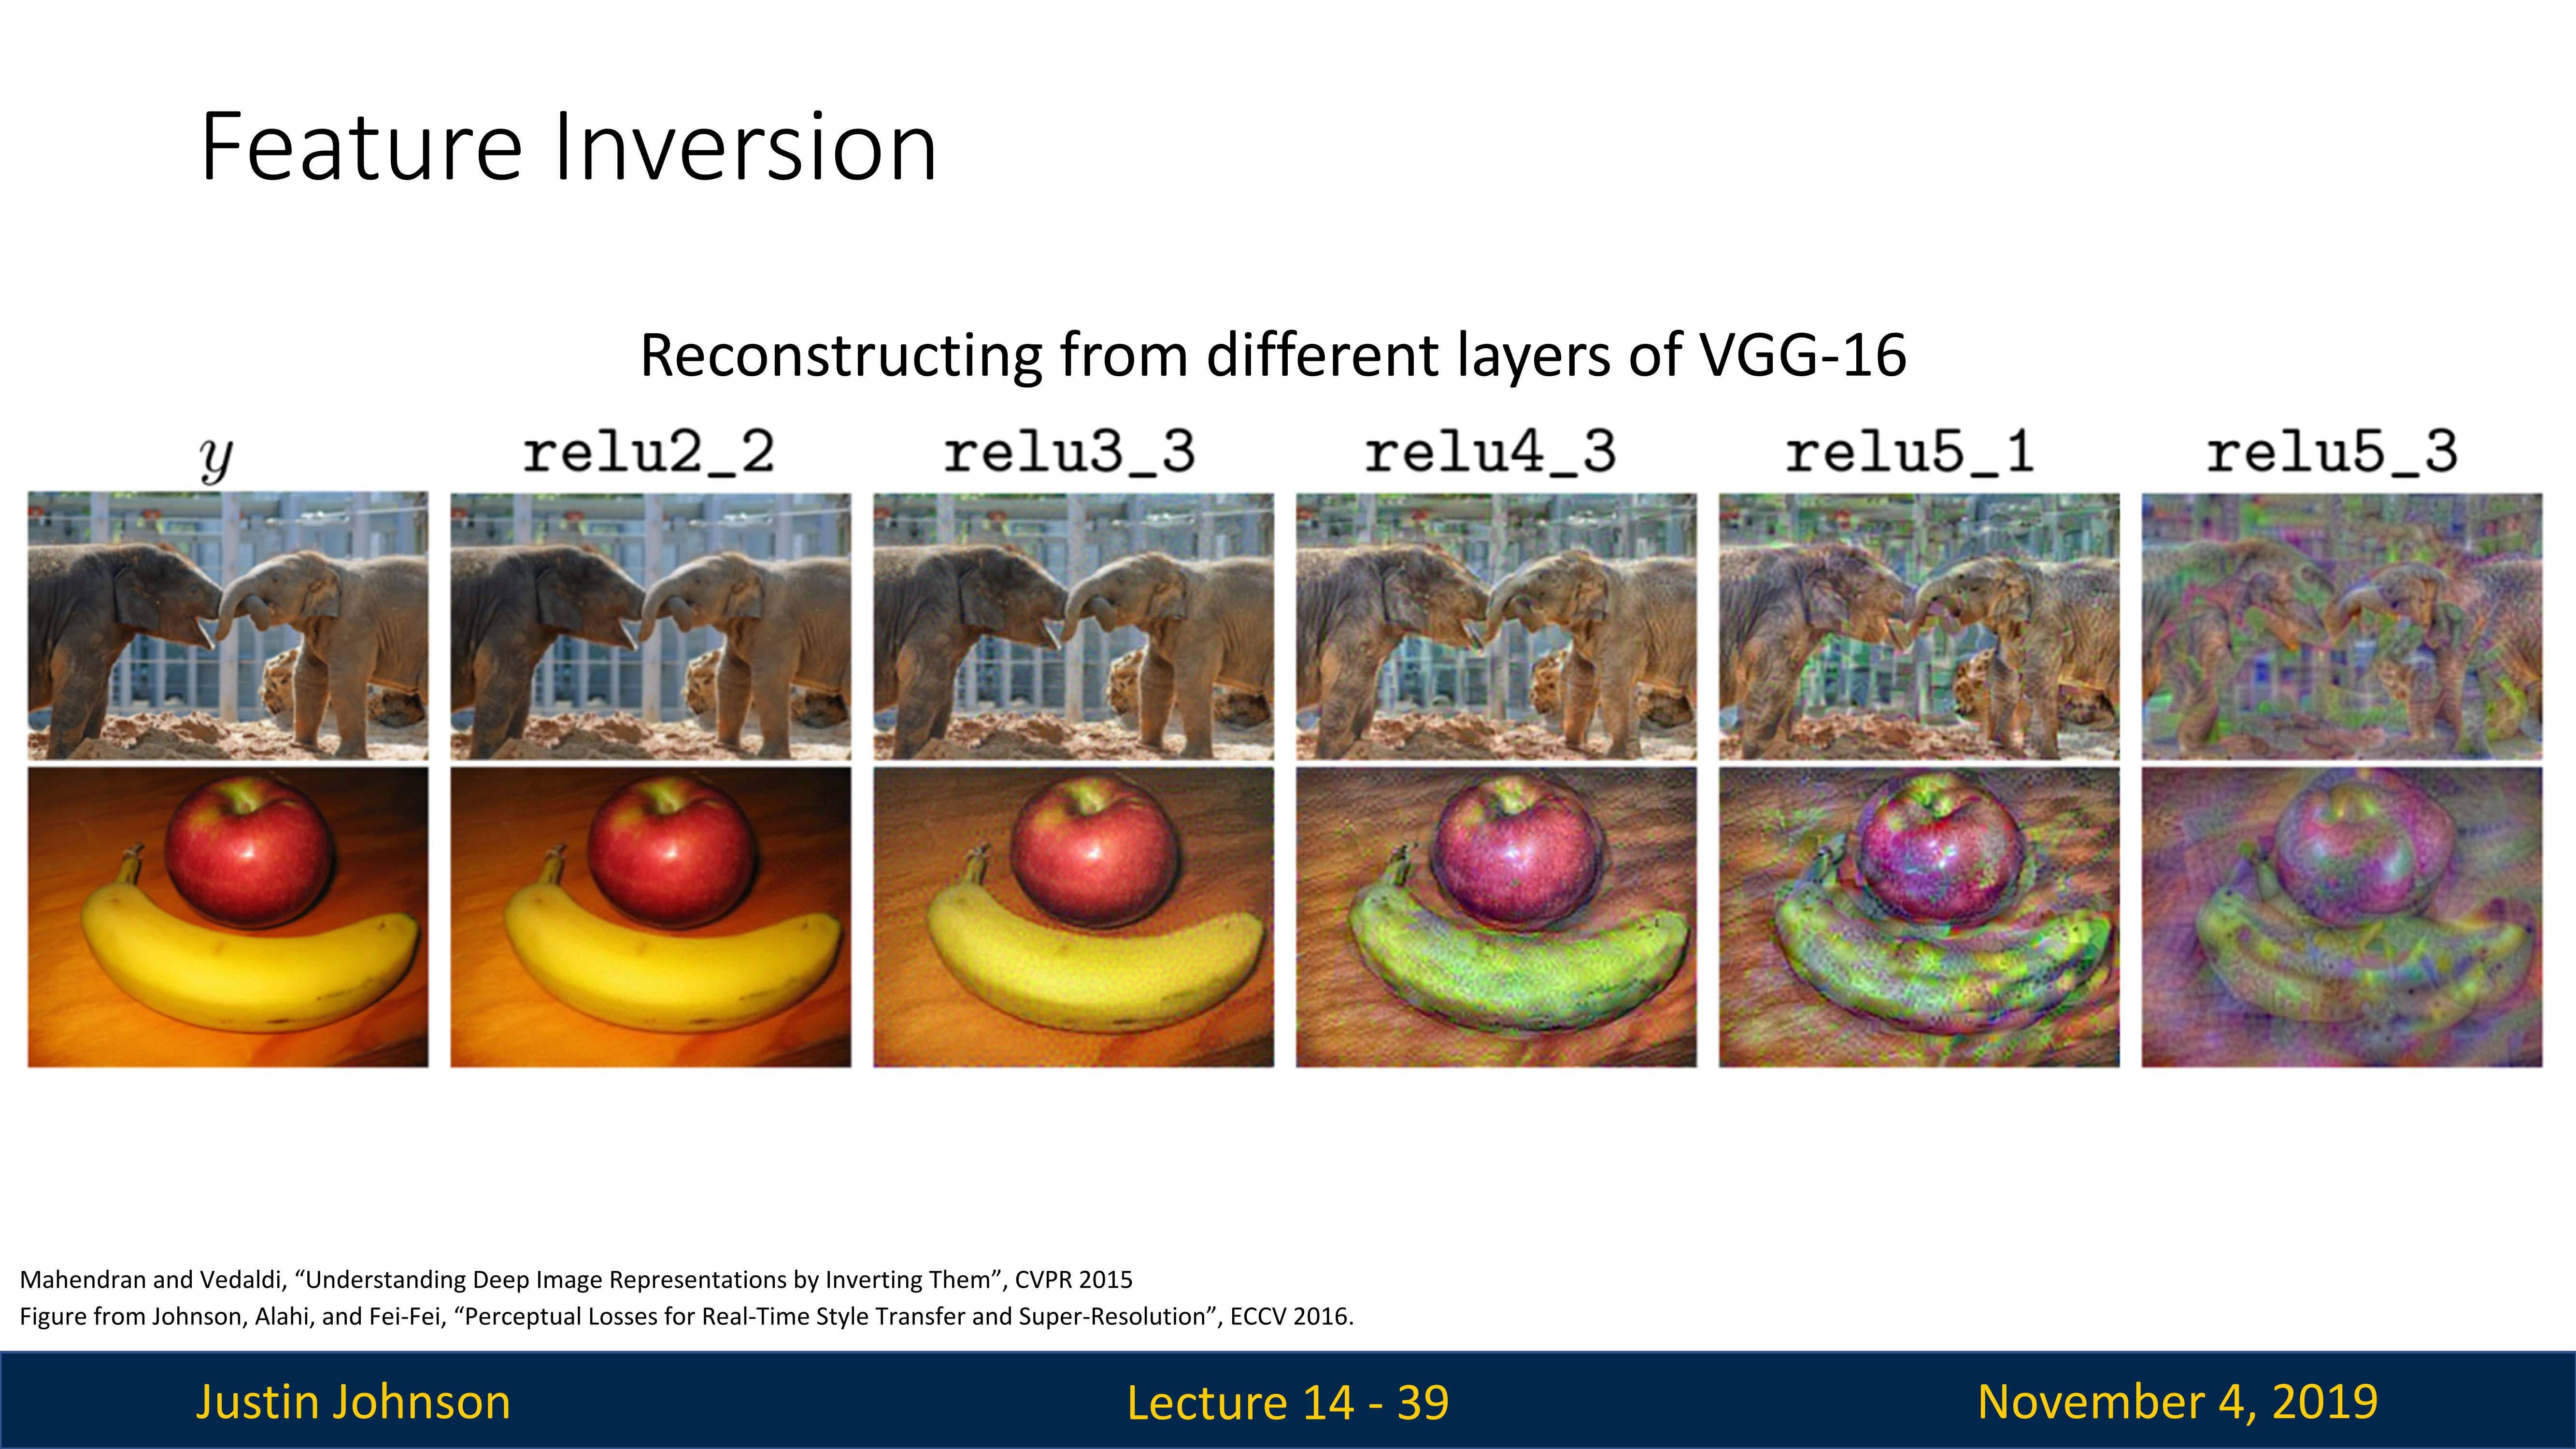 Feature Inversion
Reconstructing from different layers of VGG-16
y relu2_2 relu3_3 relu4_3 relu5_1 relu5_3
Mahendran and Vedaldi, “Understanding Deep Image Representations by Inverting Them”, CVPR 2015
Figure from Johnson, Alahi, and Fei-Fei, “Perceptual Losses for Real-Time Style Transfer and Super-Resolution”, ECCV 2016.
Justin Johnson Lecture 14 - 39 November 4, 2019